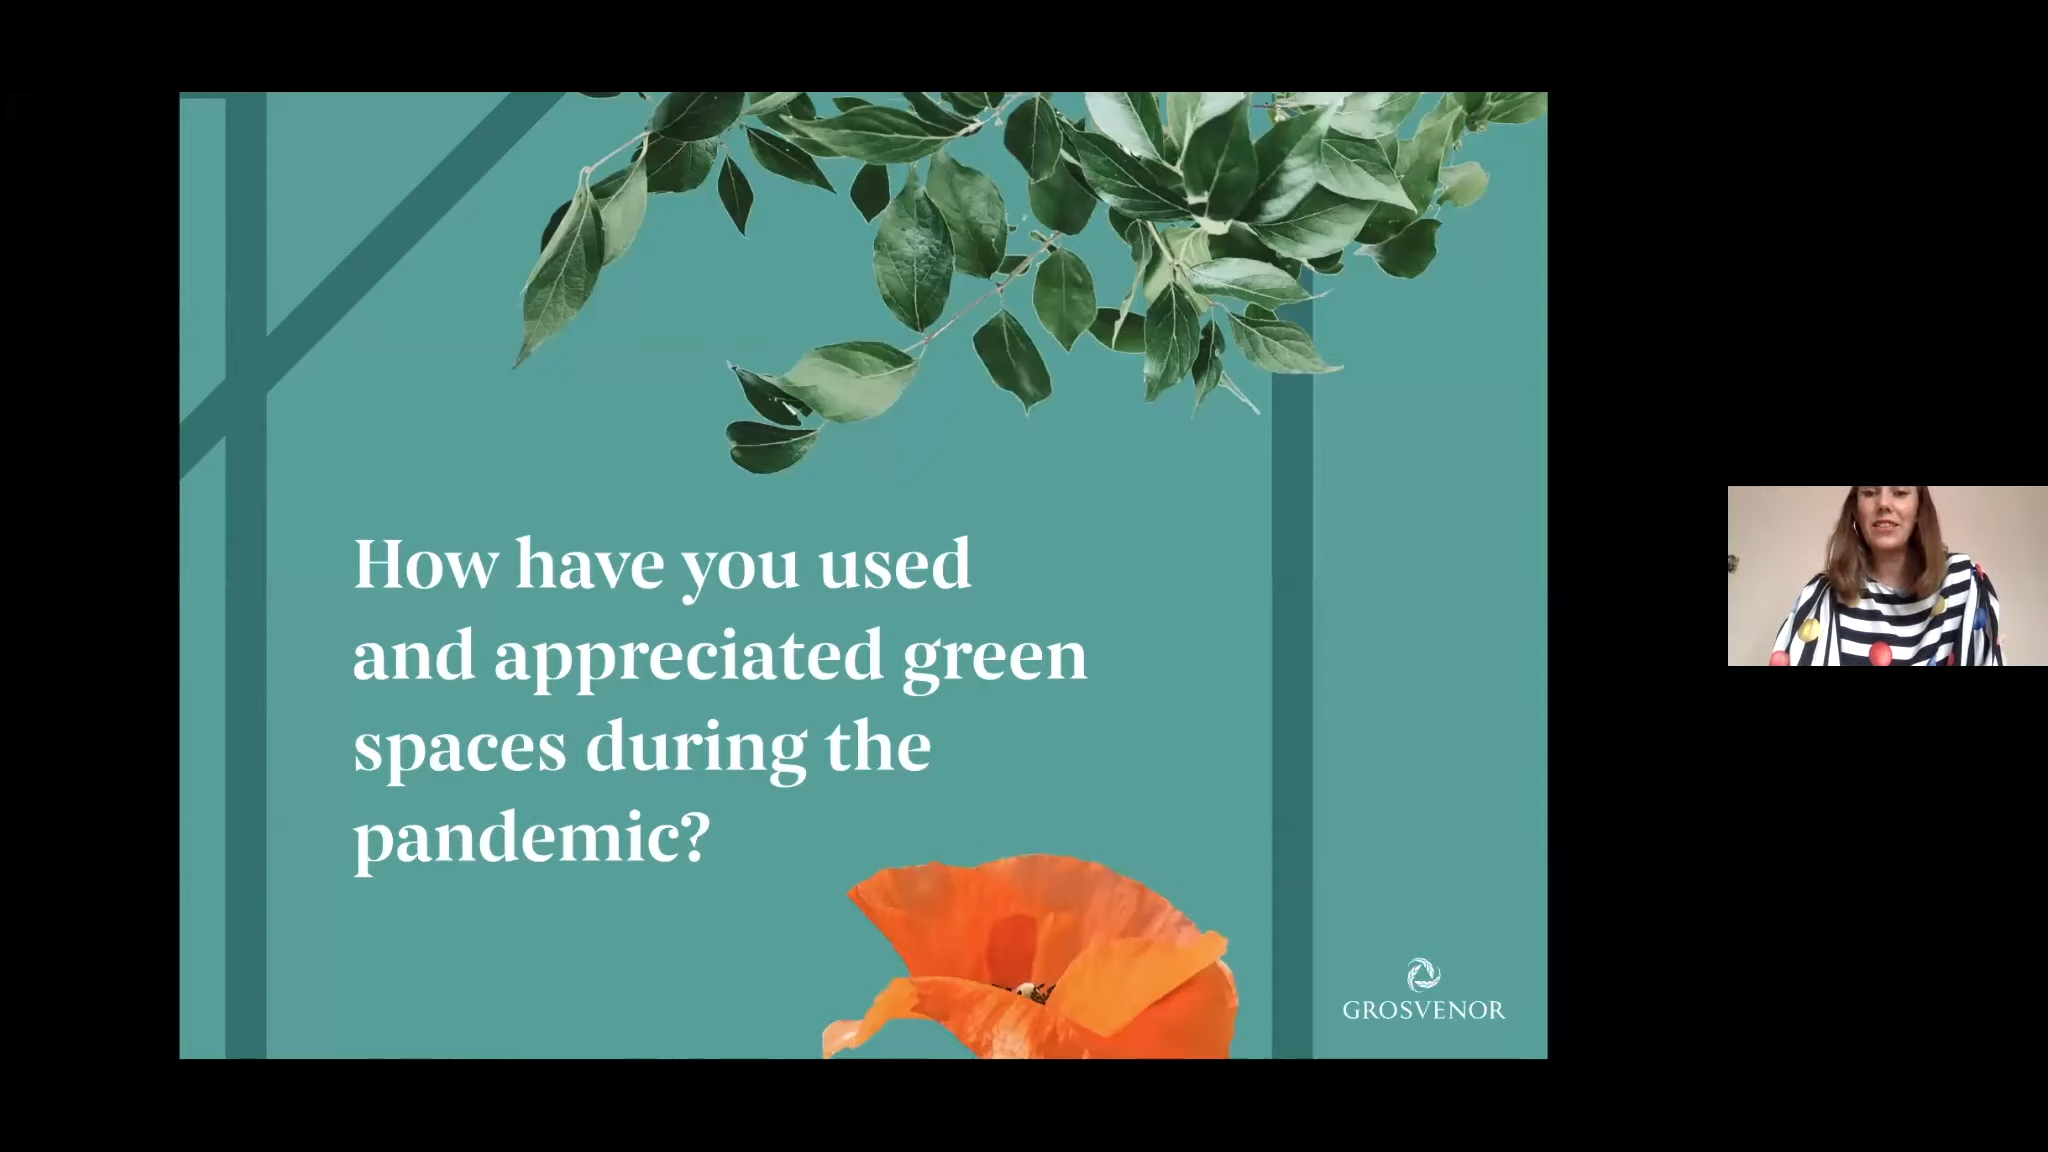 How have you used
and appreciated green
spaces during the
pandemic?
GROSVENOR